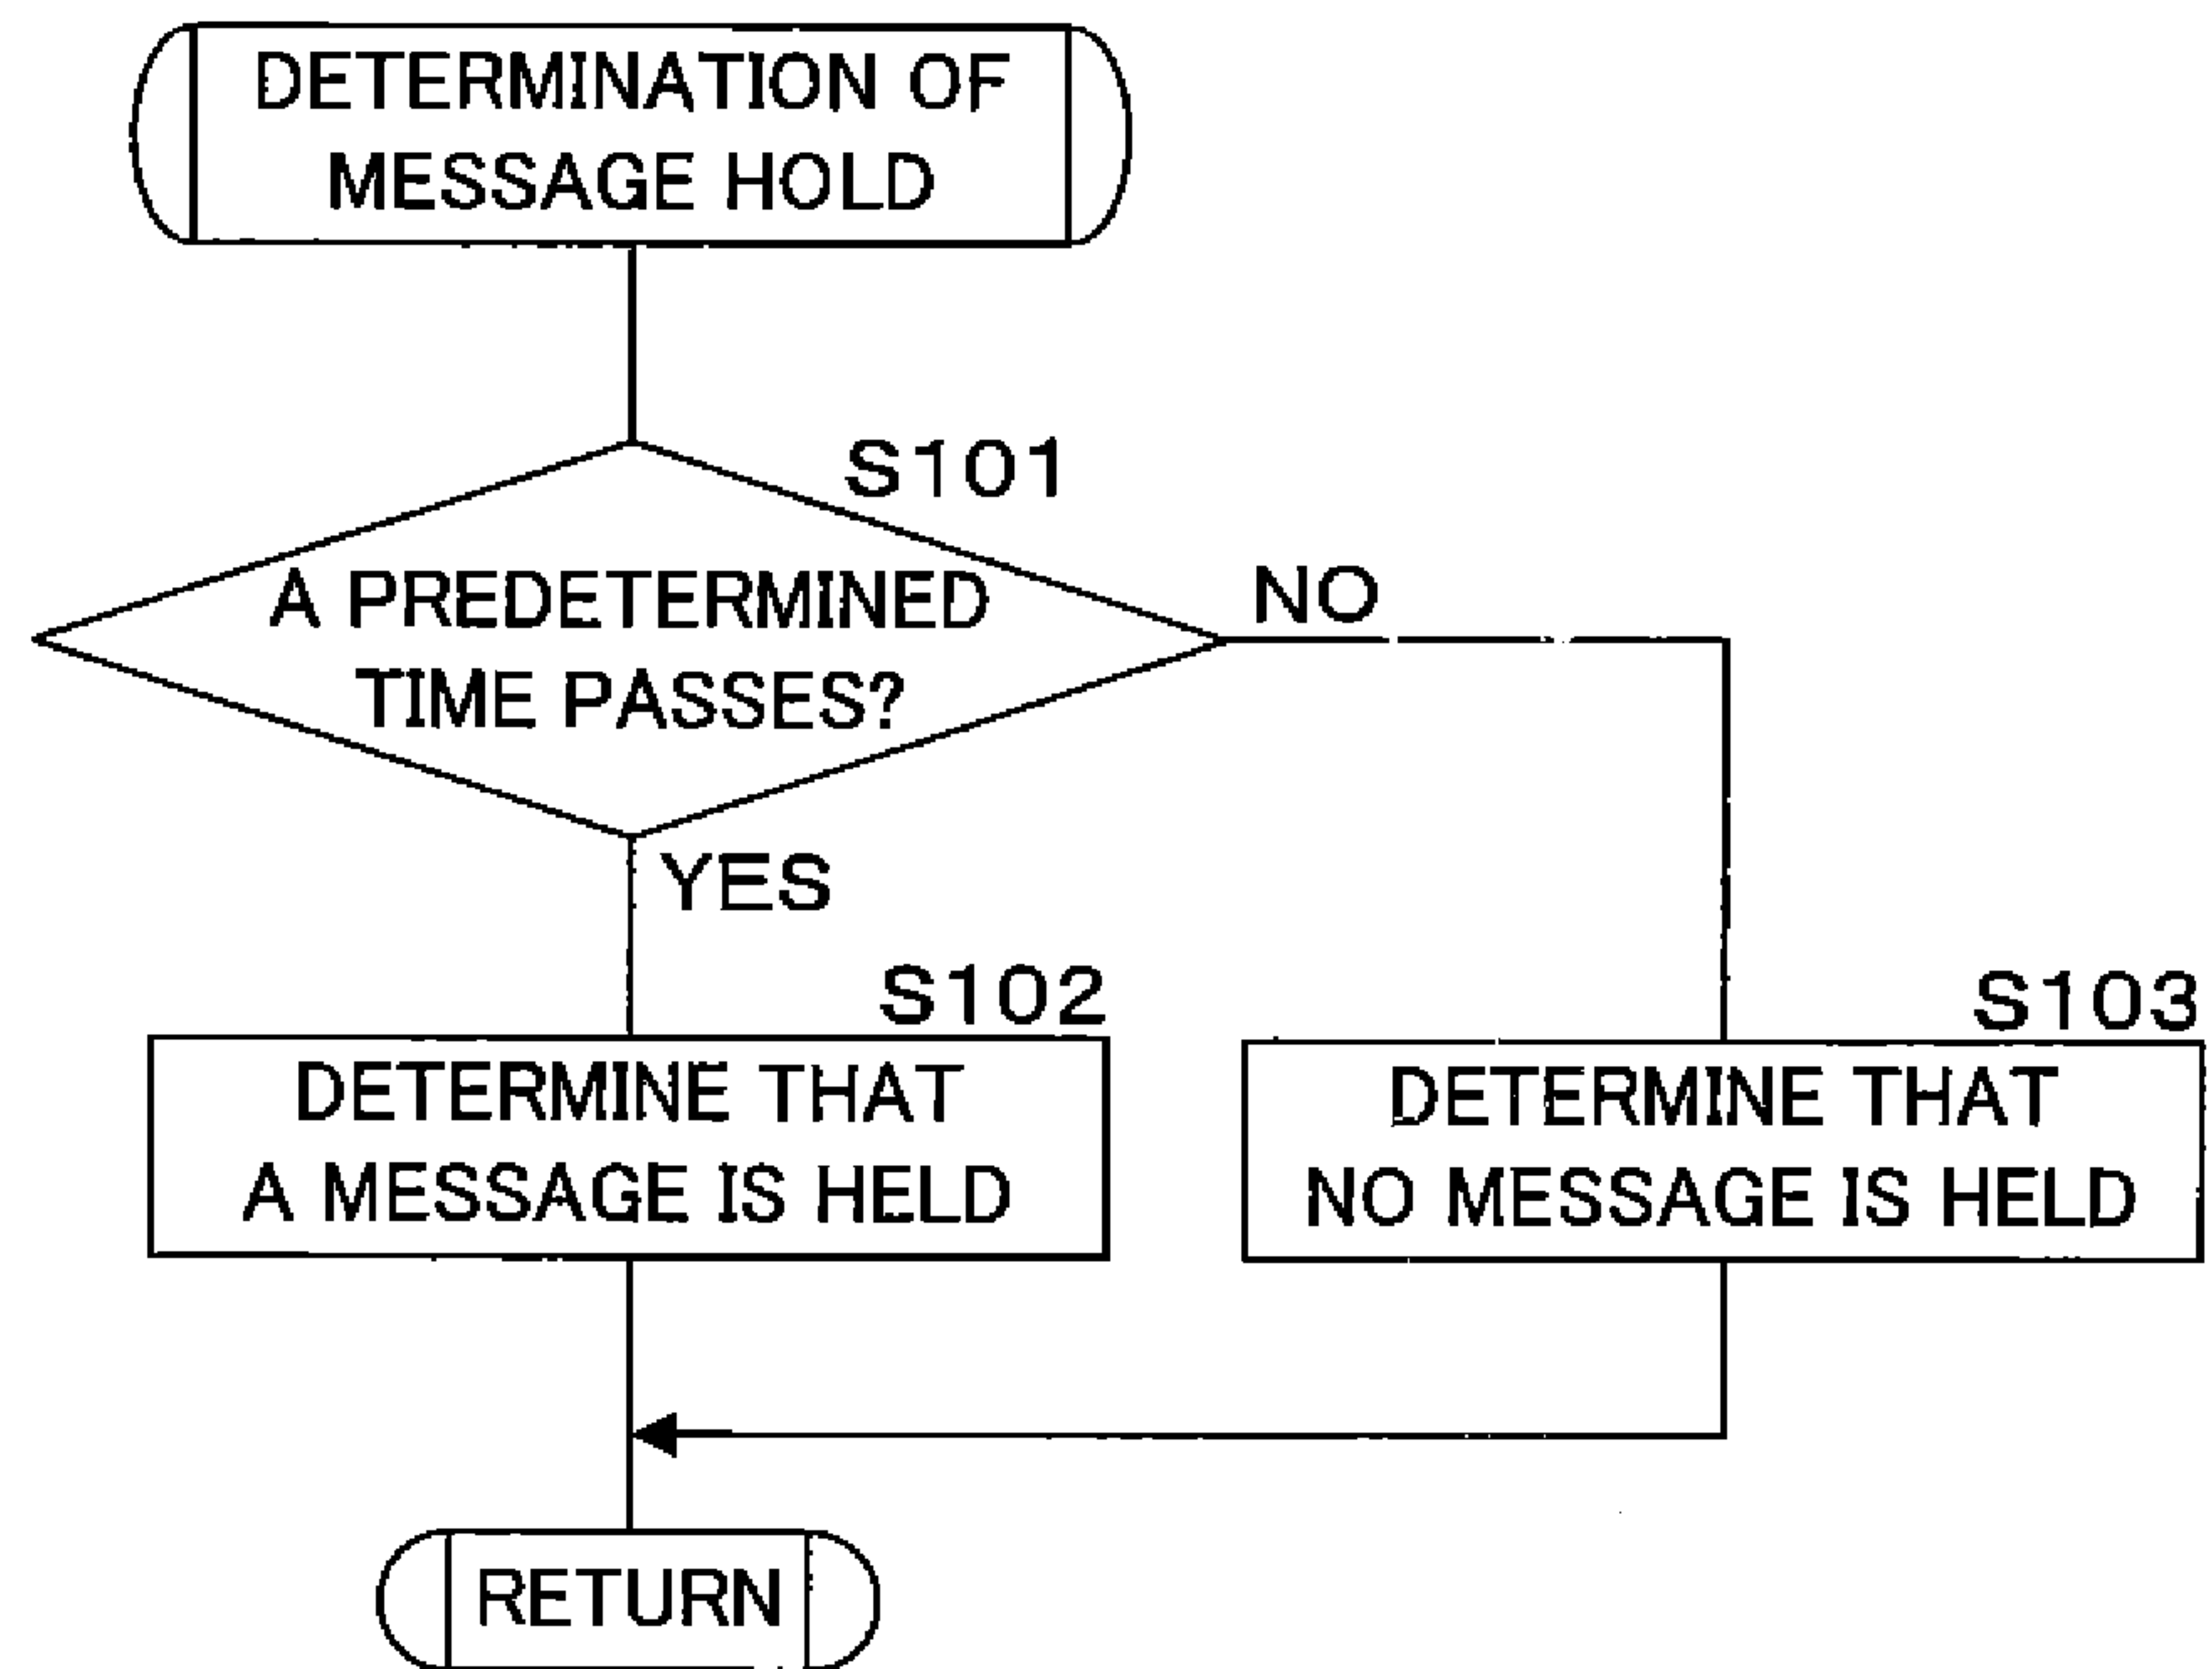 DETERMINATION OF
MESSAGE HOLD
S101
A PREDETERMINED
TIME PASSES?
NO
YES
S102
DETERMINE THAT
A MESSAGE IS HELD
S103
DETERMINE THAT
NO MESSAGE IS HELD
RETURN